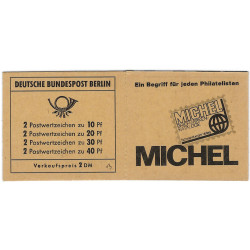 DEUTSCHE BUNDESPOST BERLIN
2 Postwertzeichen zu 10 Pf
2 Postwertzeichen zu 20 Pf
2 Postwertzeichen zu 30 Pf
2 Postwertzeichen zu 40 Pf
Verkaufspreis 2 DM
Ein Begriff für jeden Philatelisten
MICHEL
MICHEL